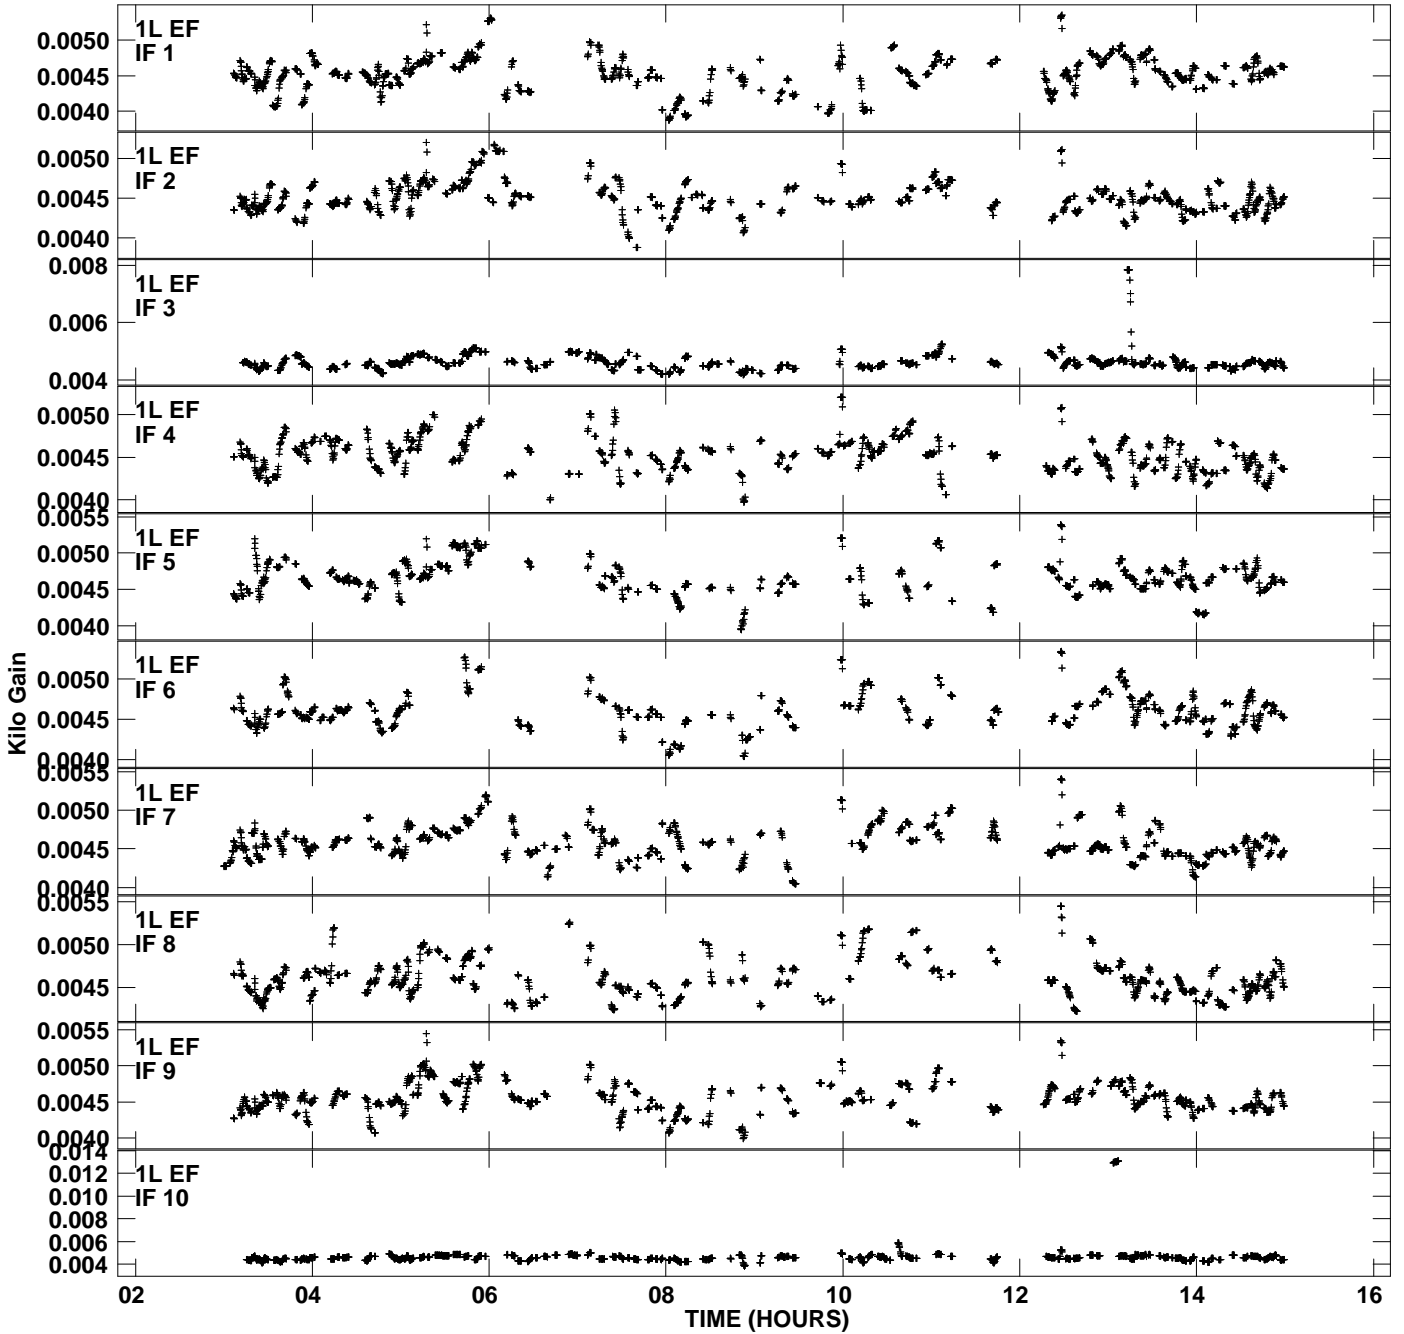 1L EF
IF 1
0.0050
0.0045
0.0040
1L EF
IF 2
0.0050
0.0045
0.0040
1L EF
IF 3
0.008
0.006
0.004
1L EF
IF 4
0.0050
0.0045
0.0040
1L EF
IF 5
0.0055
0.0050
0.0045
0.0040
1L EF
IF 6
0.0050
0.0045
0.0040
1L EF
IF 7
0.0055
0.0050
0.0045
0.0040
1L EF
IF 8
0.0055
0.0050
0.0045
1L EF
IF 9
0.0055
0.0050
0.0045
0.0040
1L EF
IF 10
0.014
0.012
0.010
0.008
0.006
0.004
Kilo Gain
02 04 06 08 10 12 14 16
TIME (HOURS)